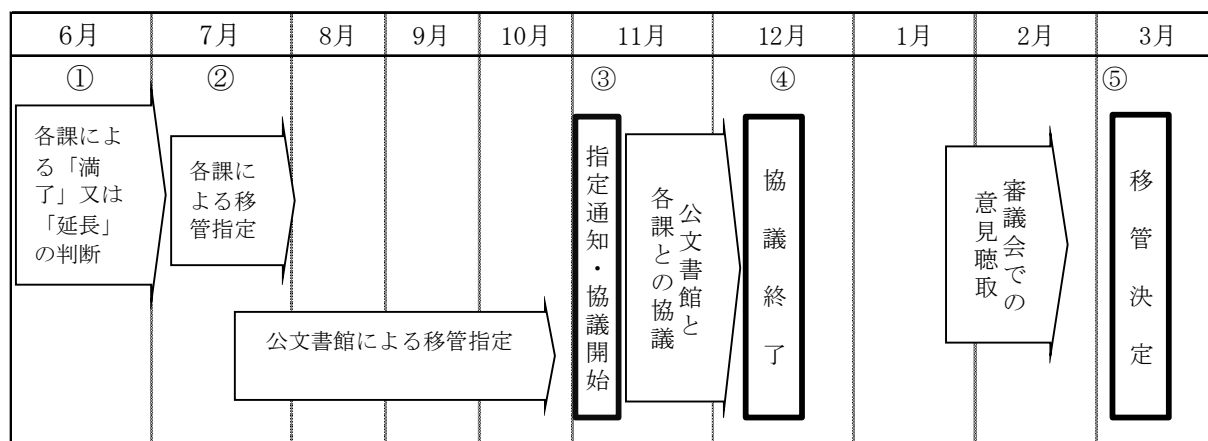 6月 7月 8月 9月 10月 11月 12月 1月 2月 3月
① ② ③ ④ ⑤
各課によ
る「満
了」又は
「延長」
の判断
各課に
よる移
管指定
公文書館による移管指定
指定通知・協議開始
公文書館と
各課との協議
協議終了
審議会での
意見聴取
移管決定